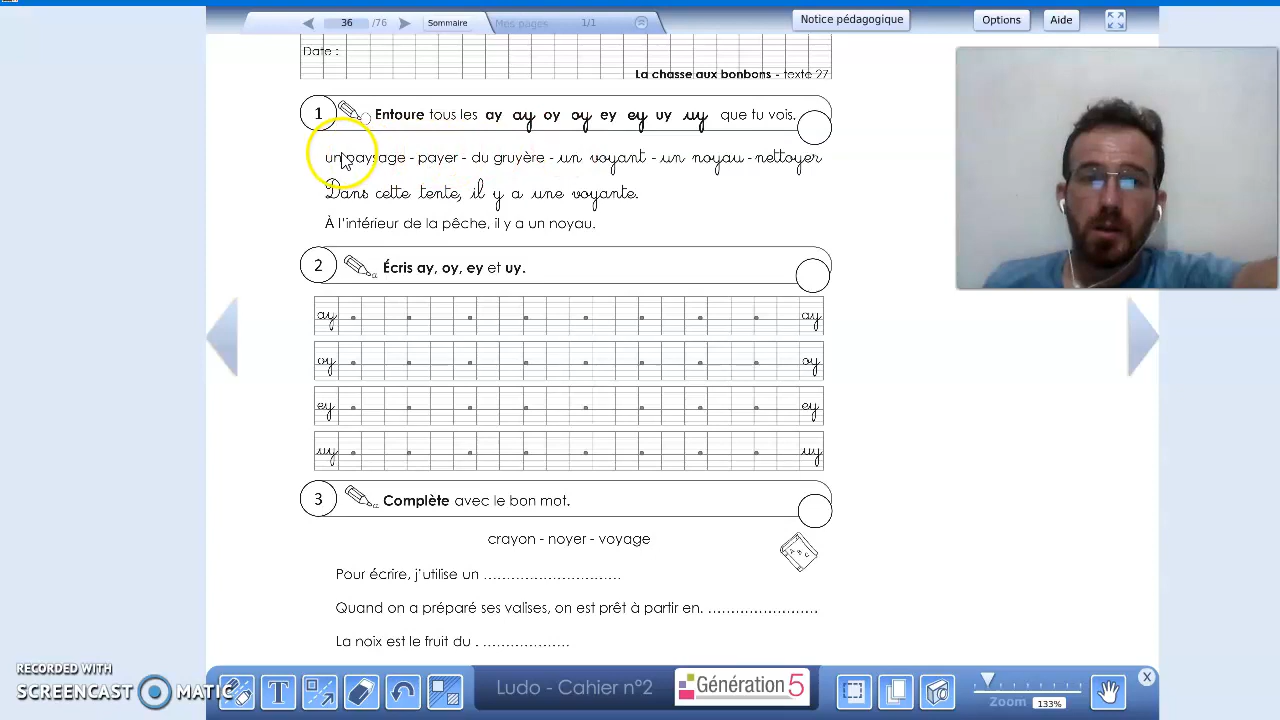 36 /76 Sommaire Mes pages 1/1 Notice pédagogique Options Aide
Date :
La chasse aux bonbons - texte 27
1 Entoure tous les ay ay oy oy ey ey uy uy que tu vois.
un paysage - payer - du gruyère - un voyant - un noyau - nettoyer
Dans cette tente, il y a une voyante.
À l'intérieur de la pêche, il y a un noyau.
2 Écris ay, oy, ey et uy.
ay ay
oy oy
ey ey
uy uy
3 Complète avec le bon mot.
crayon - noyer - voyage
Pour écrire, j'utilise un ..............................
Quand on a préparé ses valises, on est prêt à partir en. ........................
La noix est le fruit du . ...................
RECORDED WITH
SCREENCAST MATIC
T Ludo - Cahier n°2 Génération 5 Zoom 133% X